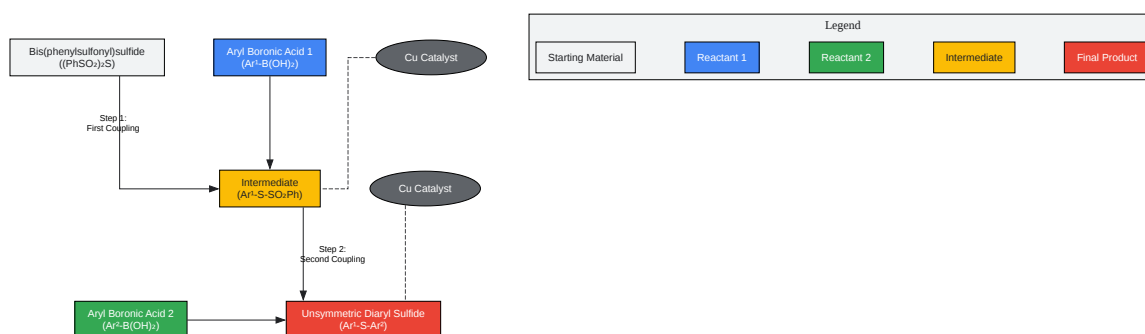 Legend
Starting Material
Reactant 1
Reactant 2
Intermediate
Final Product
Bis(phenylsulfonyl)sulfide
((PhSO₂)₂S)
Aryl Boronic Acid 1
(Ar¹-B(OH)₂)
Cu Catalyst
Step 1:
First Coupling
Intermediate
(Ar¹-S-SO₂Ph)
Cu Catalyst
Step 2:
Second Coupling
Aryl Boronic Acid 2
(Ar²-B(OH)₂)
Unsymmetric Diaryl Sulfide
(Ar¹-S-Ar²)